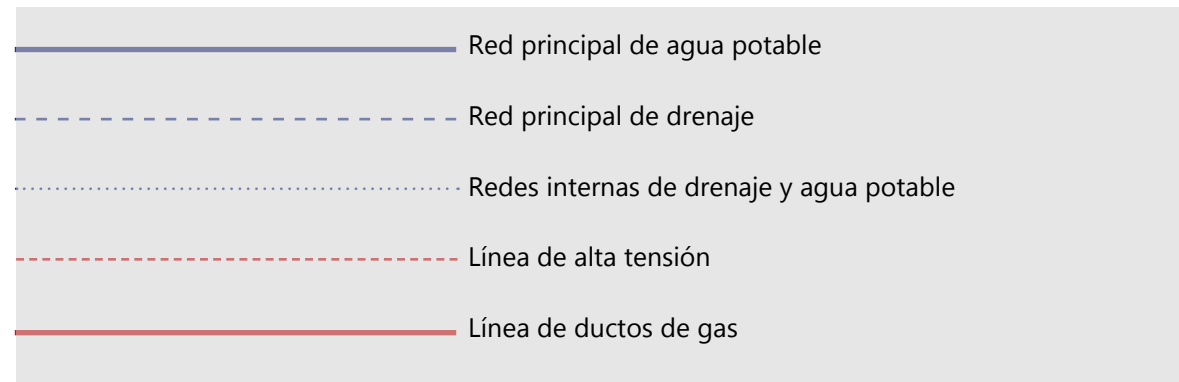 Red principal de agua potable
Red principal de drenaje
Redes internas de drenaje y agua potable
Línea de alta tensión
Línea de ductos de gas